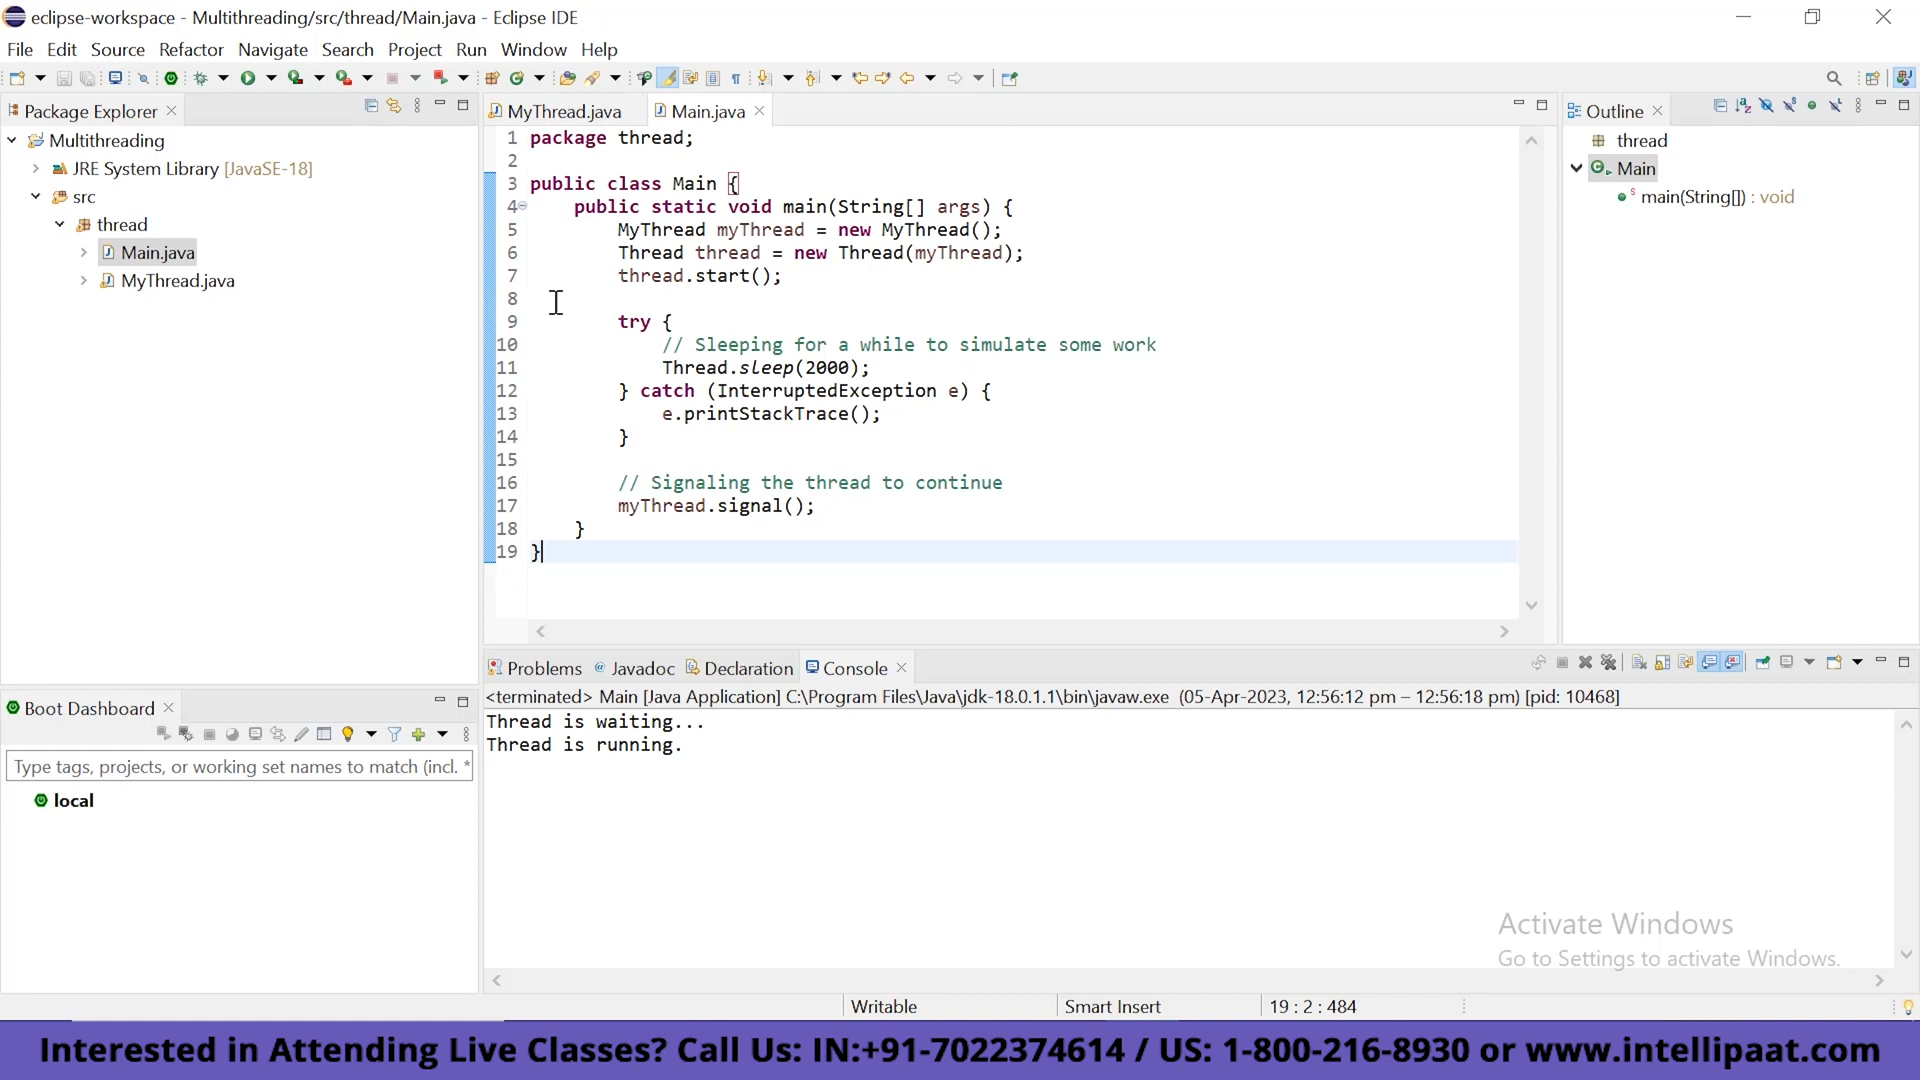 eclipse-workspace - Multithreading/src/thread/Main.java - Eclipse IDE
File Edit Source Refactor Navigate Search Project Run Window Help
Package Explorer
Multithreading
JRE System Library [JavaSE-18]
src
thread
Main.java
MyThread.java
MyThread.java
Main.java
1 package thread;
2
3 public class Main {
4 public static void main(String[] args) {
5 MyThread myThread = new MyThread();
6 Thread thread = new Thread(myThread);
7 thread.start();
8
9 try {
10 // Sleeping for a while to simulate some work
11 Thread.sleep(2000);
12 } catch (InterruptedException e) {
13 e.printStackTrace();
14 }
15
16 // Signaling the thread to continue
17 myThread.signal();
18 }
19 }
Outline
thread
Main
main(String[]) : void
Boot Dashboard
Type tags, projects, or working set names to match (incl. *
local
Problems Javadoc Declaration Console
<terminated> Main [Java Application] C:\Program Files\Java\jdk-18.0.1.1\bin\javaw.exe (05-Apr-2023, 12:56:12 pm – 12:56:18 pm) [pid: 10468]
Thread is waiting...
Thread is running.
Activate Windows
Go to Settings to activate Windows.
Writable Smart Insert 19 : 2 : 484
Interested in Attending Live Classes? Call Us: IN:+91-7022374614 / US: 1-800-216-8930 or www.intellipaat.com